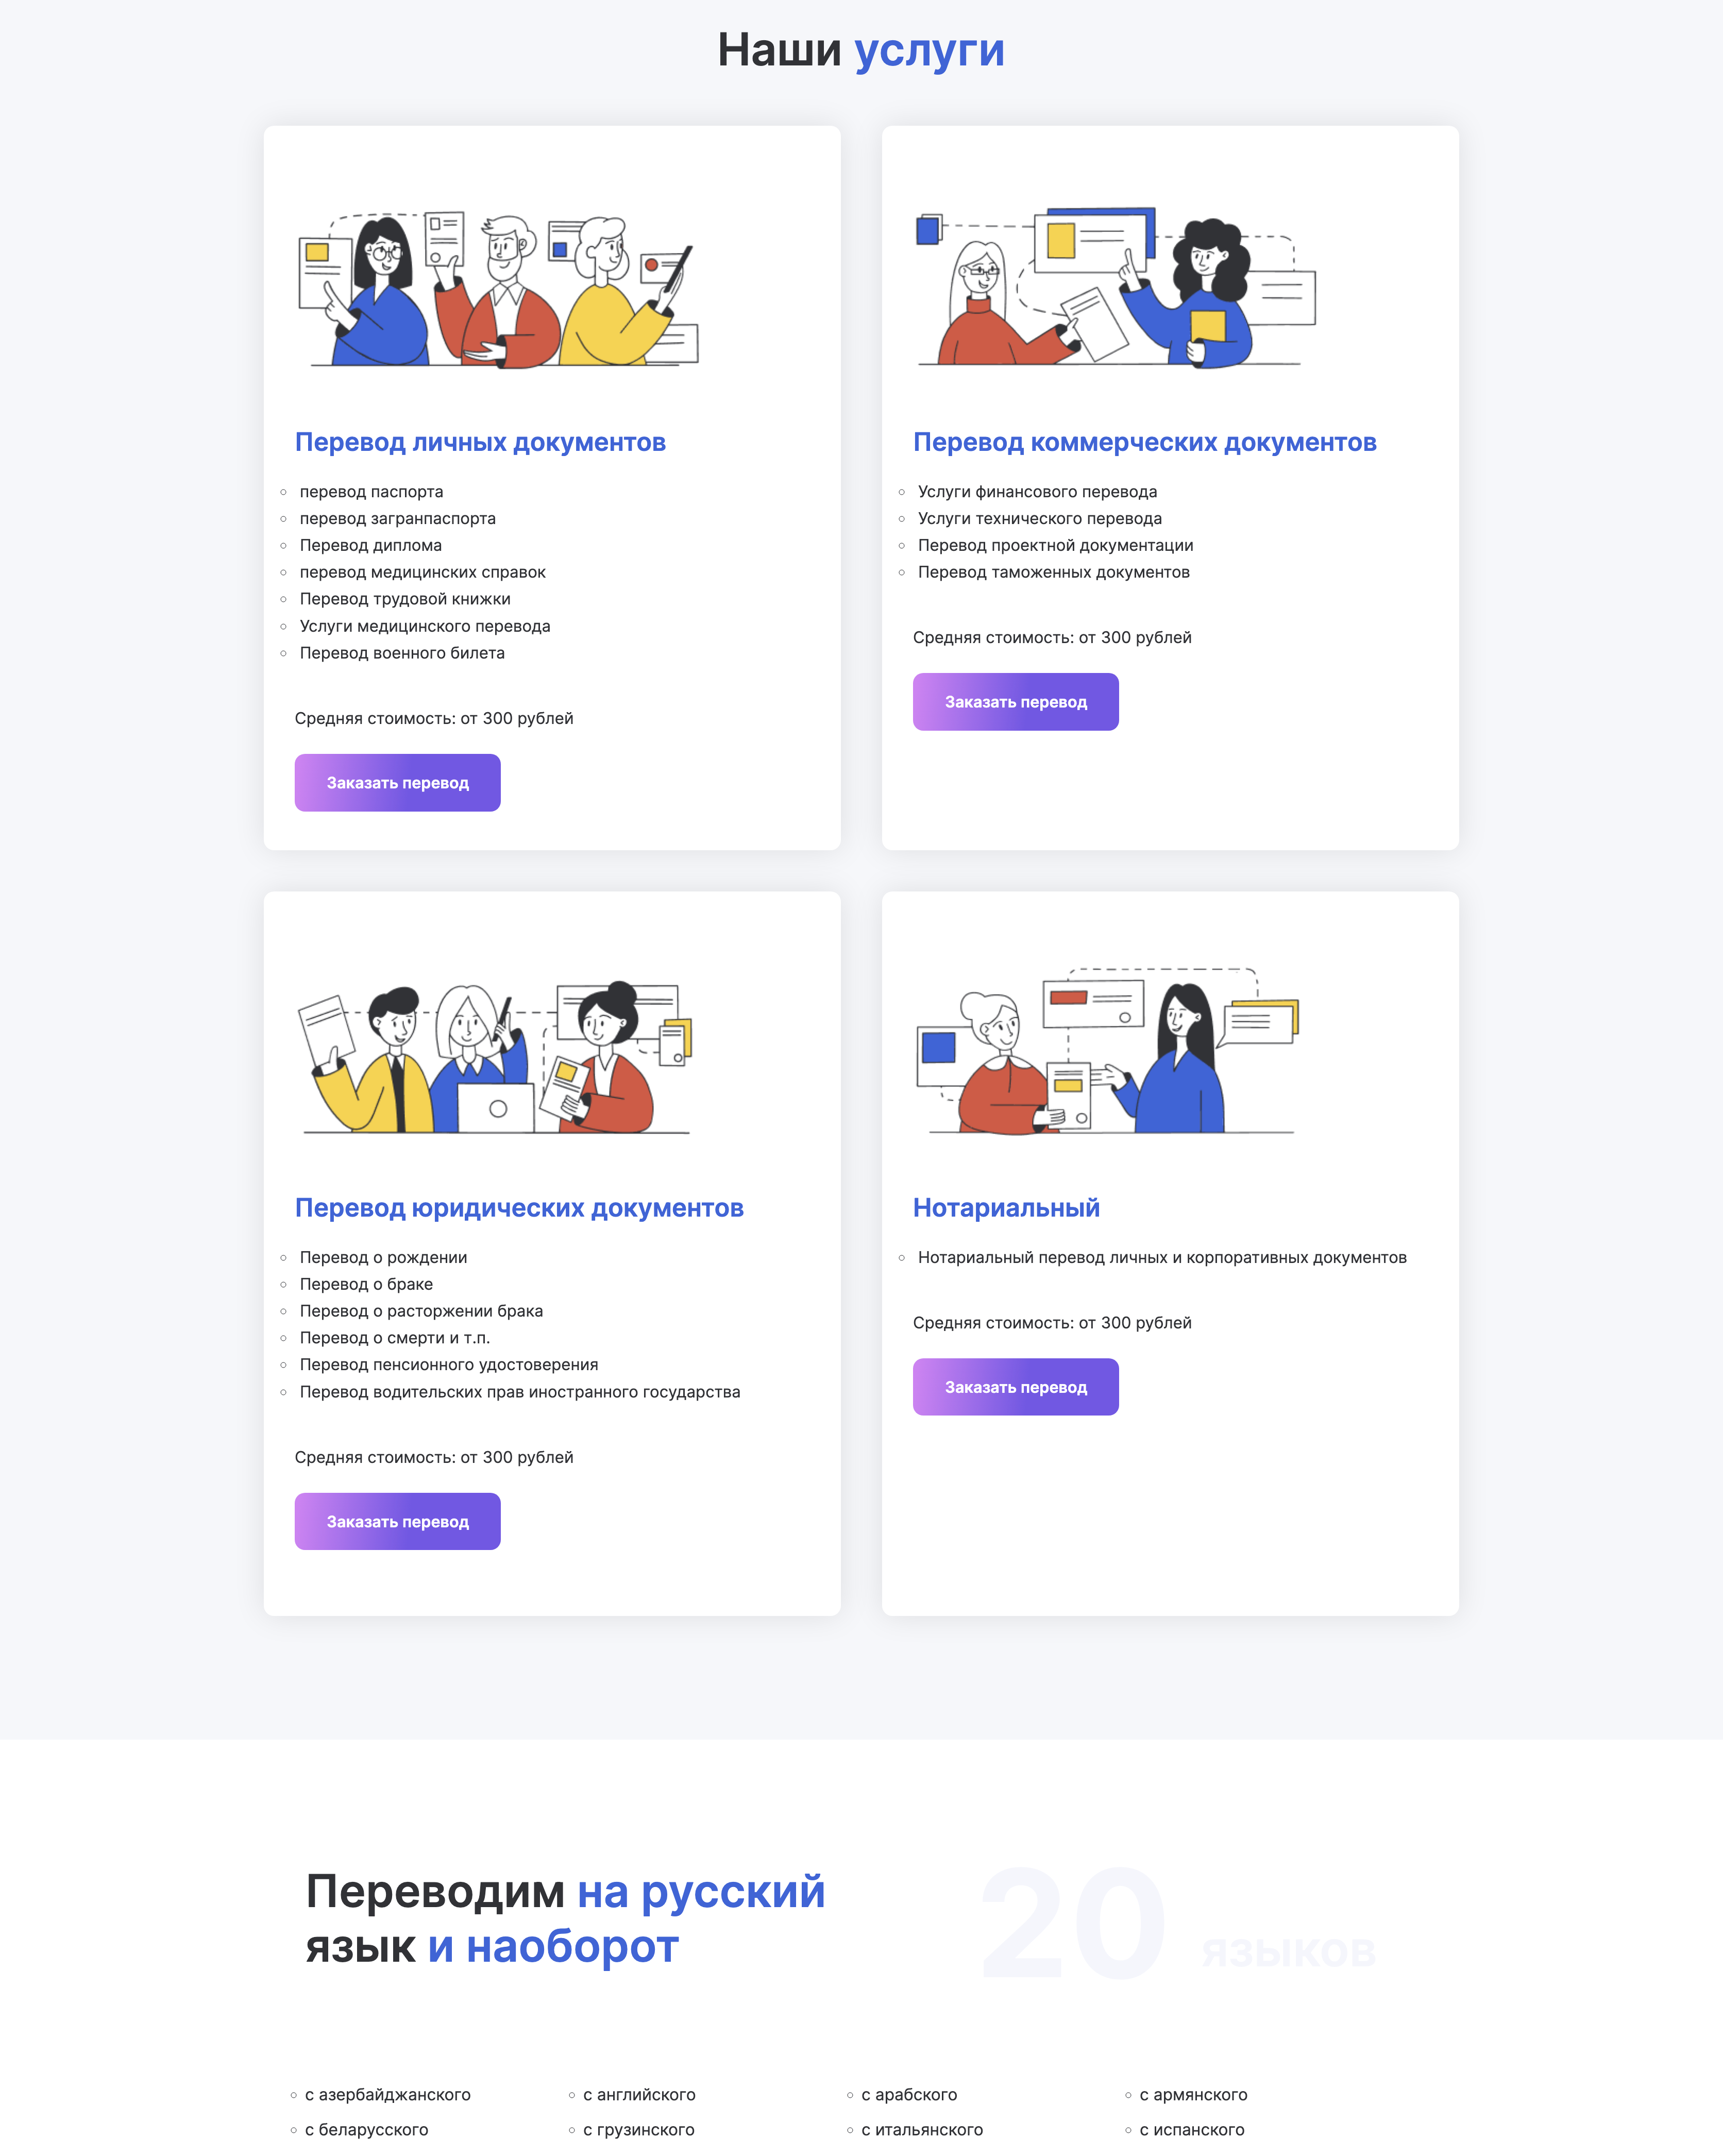 Наши услуги
Перевод личных документов
перевод паспорта
перевод загранпаспорта
Перевод диплома
перевод медицинских справок
Перевод трудовой книжки
Услуги медицинского перевода
Перевод военного билета
Средняя стоимость: от 300 рублей
Заказать перевод
Перевод коммерческих документов
Услуги финансового перевода
Услуги технического перевода
Перевод проектной документации
Перевод таможенных документов
Средняя стоимость: от 300 рублей
Заказать перевод
Перевод юридических документов
Перевод о рождении
Перевод о браке
Перевод о расторжении брака
Перевод о смерти и т.п.
Перевод пенсионного удостоверения
Перевод водительских прав иностранного государства
Средняя стоимость: от 300 рублей
Заказать перевод
Нотариальный
Нотариальный перевод личных и корпоративных документов
Средняя стоимость: от 300 рублей
Заказать перевод
Переводим на русский
язык и наоборот
20 языков
с азербайджанского
с английского
с арабского
с армянского
с беларусского
с грузинского
с итальянского
с испанского